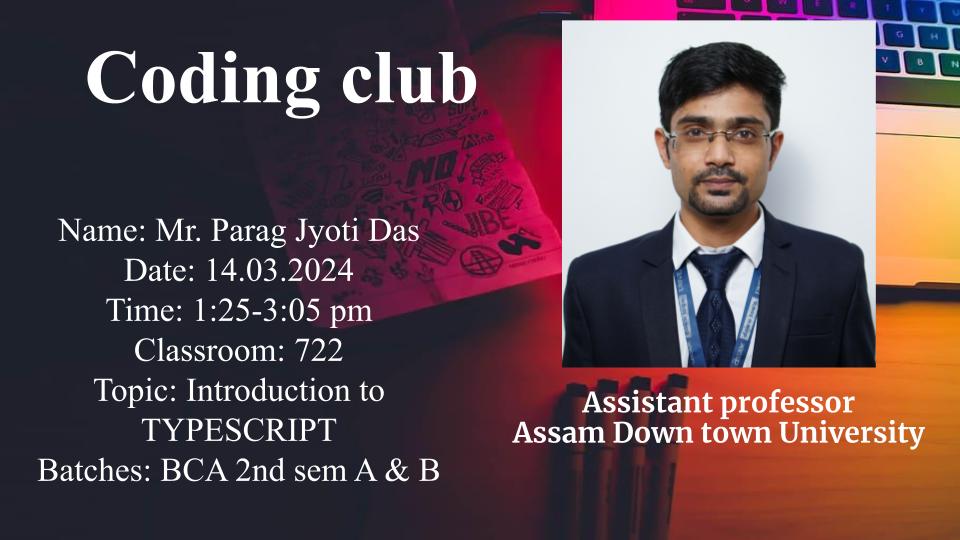 Coding club
Name: Mr. Parag Jyoti Das
Date: 14.03.2024
Time: 1:25-3:05 pm
Classroom: 722
Topic: Introduction to
TYPESCRIPT
Batches: BCA 2nd sem A & B
Assistant professor
Assam Down town University
VIBE
V
B
N